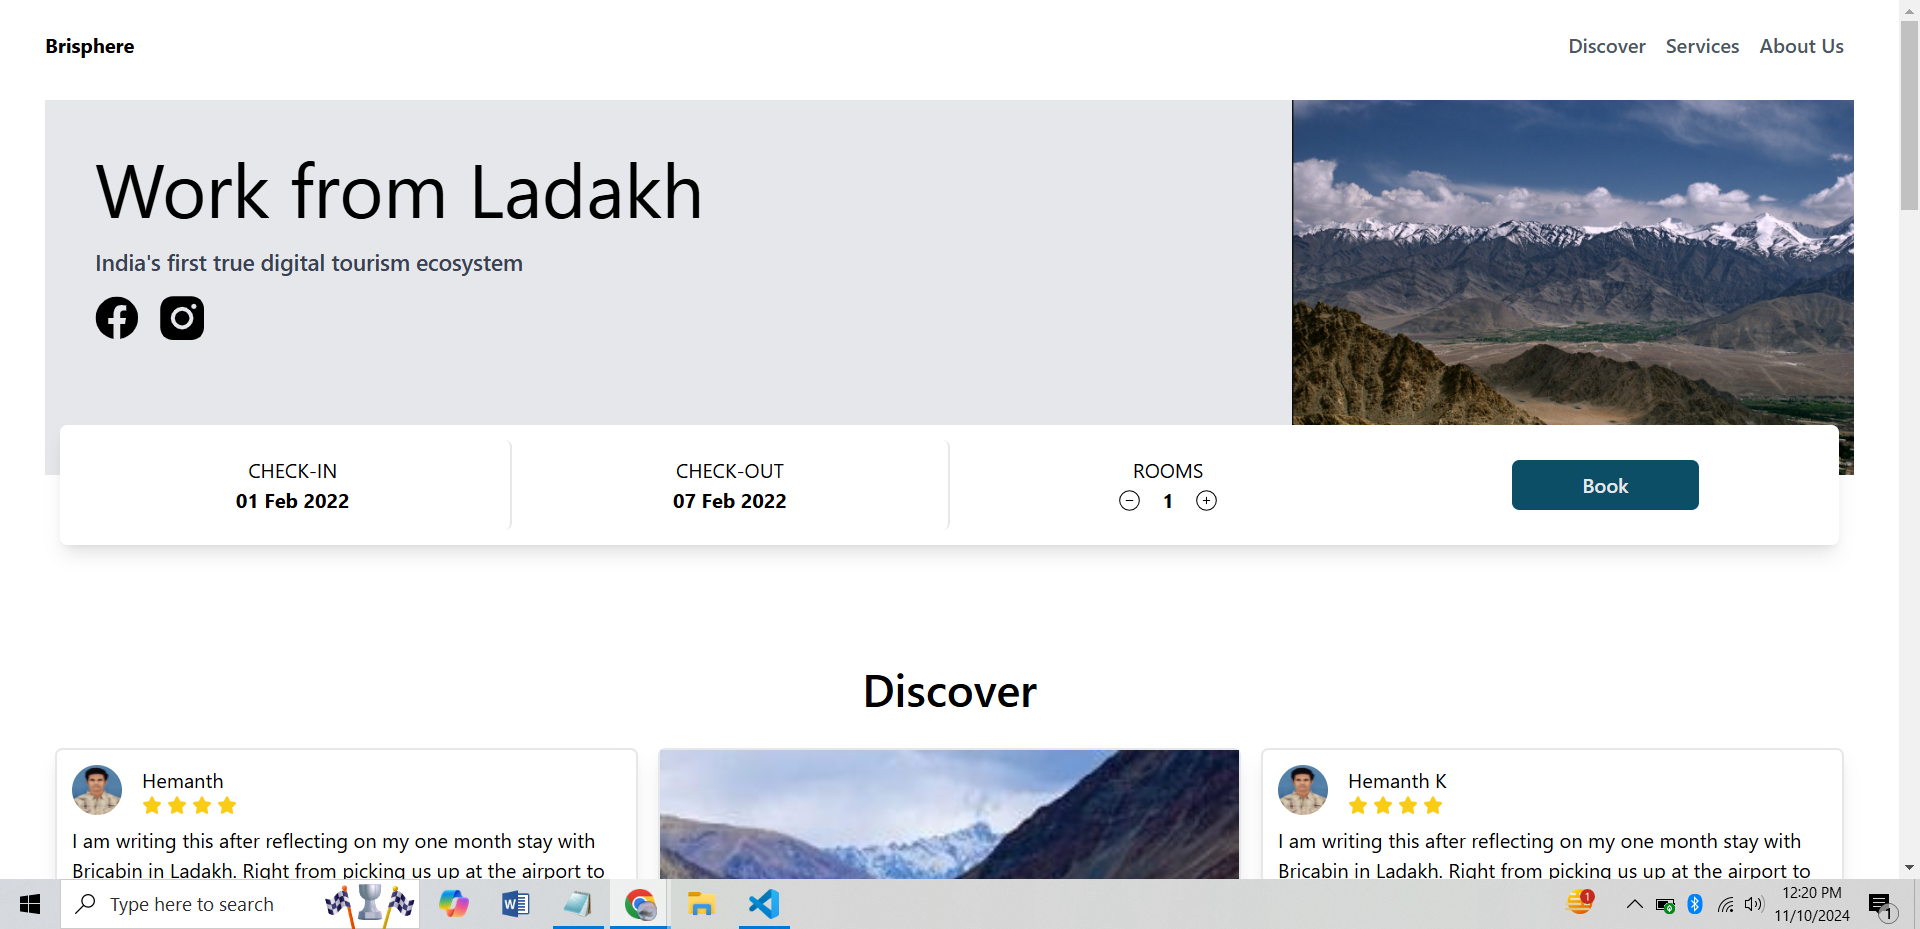 Brisphere
Discover Services About Us
Work from Ladakh
India's first true digital tourism ecosystem
CHECK-IN
01 Feb 2022
CHECK-OUT
07 Feb 2022
ROOMS
1
Book
Discover
Hemanth
I am writing this after reflecting on my one month stay with
Bricabin in Ladakh. Right from picking us up at the airport to
Hemanth K
I am writing this after reflecting on my one month stay with
Bricabin in Ladakh. Right from picking us up at the airport to
Type here to search
1
12:20 PM
11/10/2024
1